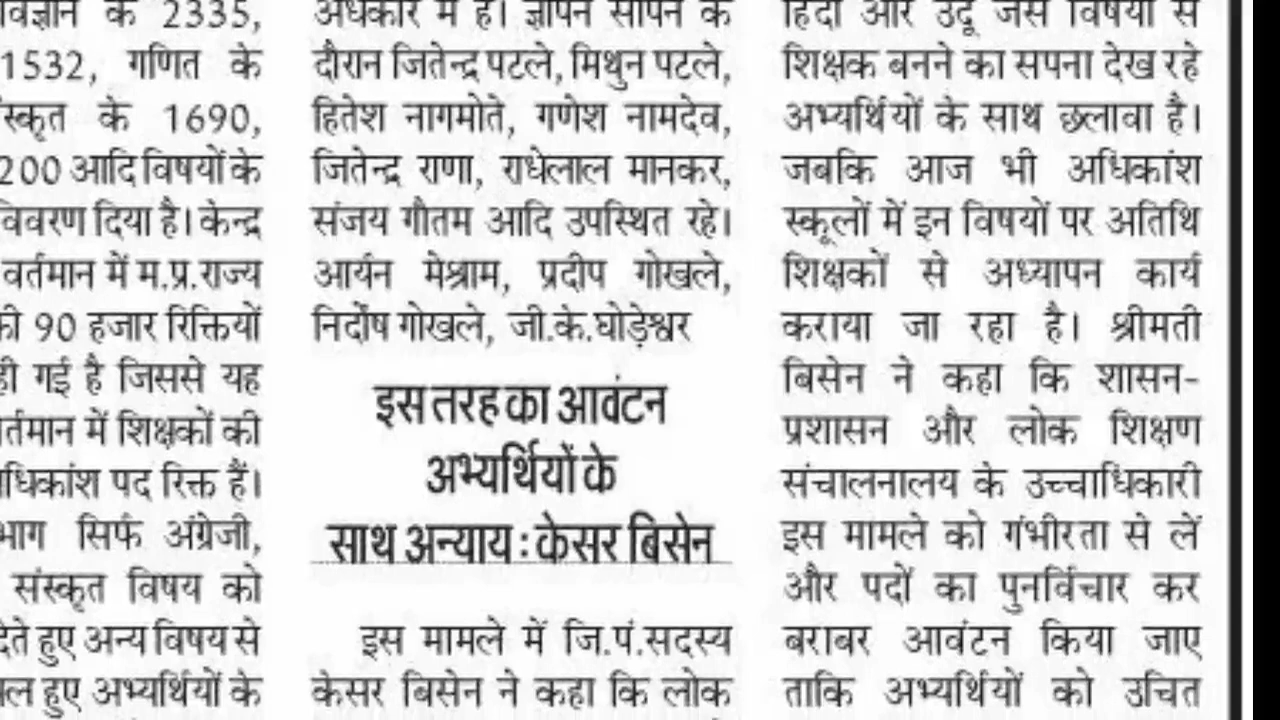 विज्ञान के 2335,
1532, गणित के
स्कृत के 1690,
200 आदि विषयों के
विवरण दिया है। केन्द्र
वर्तमान में म.प्र.राज्य
की 90 हजार रिक्तियों
ही गई है जिससे यह
र्तमान में शिक्षकों की
धिकांश पद रिक्त हैं।
भाग सिर्फ अंग्रेजी,
संस्कृत विषय को
देते हुए अन्य विषय से
हुए अभ्यर्थियों के
में है। ज्ञापन सौंपने के
दौरान जितेन्द्र पटले, मिथुन पटले,
हितेश नागमोते, गणेश नामदेव,
जितेन्द्र राणा, राधेलाल मानकर,
संजय गौतम आदि उपस्थित रहे।
आर्यन मेश्राम, प्रदीप गोखले,
निर्दोष गोखले, जी.के.घोड़ेश्वर
इस तरह का आवंटन
अभ्यर्थियों के
साथ अन्याय : केसर बिसेन
इस मामले में जि.पं.सदस्य
केसर बिसेन ने कहा कि लोक
हिंदी और उर्दू जैसे विषयों से
शिक्षक बनने का सपना देख रहे
अभ्यर्थियों के साथ छलावा है।
जबकि आज भी अधिकांश
स्कूलों में इन विषयों पर अतिथि
शिक्षकों से अध्यापन कार्य
कराया जा रहा है। श्रीमती
बिसेन ने कहा कि शासन-
प्रशासन और लोक शिक्षण
संचालनालय के उच्चाधिकारी
इस मामले को गंभीरता से लें
और पदों का पुनर्विचार कर
बराबर आवंटन किया जाए
ताकि अभ्यर्थियों को उचित